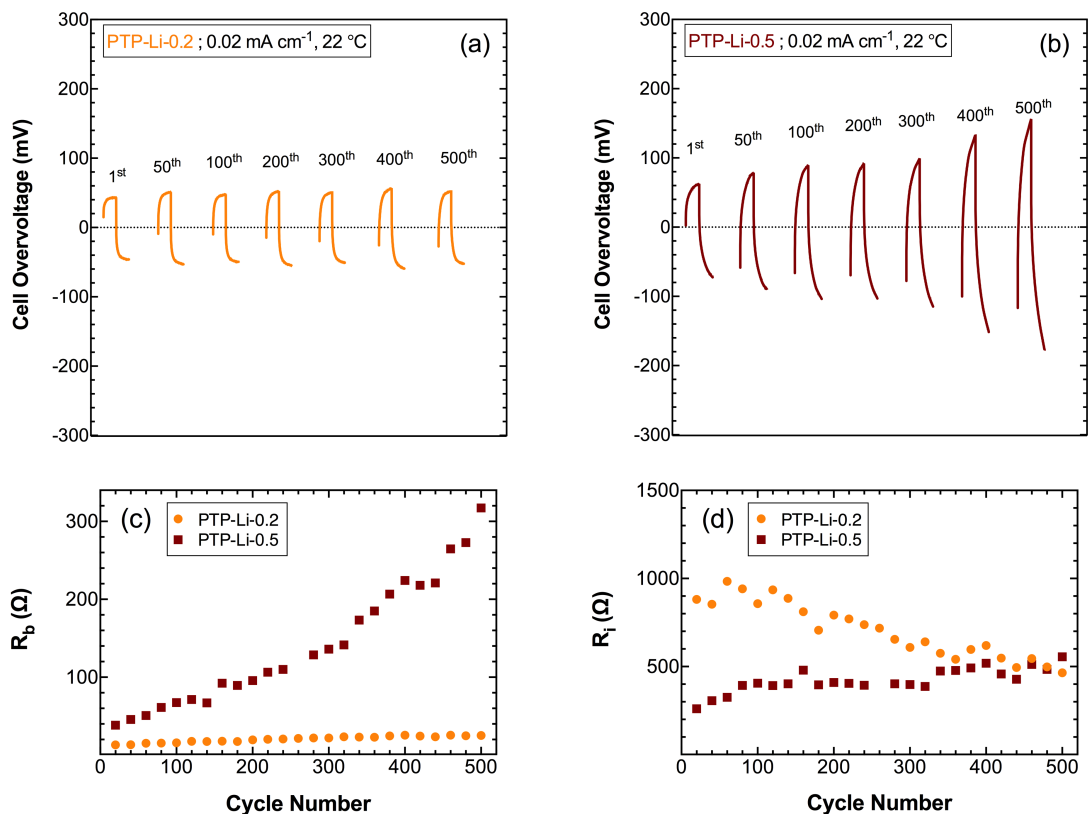 PTP-Li-0.2 ; 0.02 mA cm⁻¹, 22 °C
(a)
Cell Overvoltage (mV)
300
200
100
0
-100
-200
-300
1st
50th
100th
200th
300th
400th
500th
PTP-Li-0.5 ; 0.02 mA cm⁻¹, 22 °C
(b)
Cell Overvoltage (mV)
300
200
100
0
-100
-200
-300
1st
50th
100th
200th
300th
400th
500th
(c)
PTP-Li-0.2
PTP-Li-0.5
Rb (Ω)
300
200
100
0 100 200 300 400 500
Cycle Number
(d)
PTP-Li-0.2
PTP-Li-0.5
Ri (Ω)
1500
1000
500
0
0 100 200 300 400 500
Cycle Number